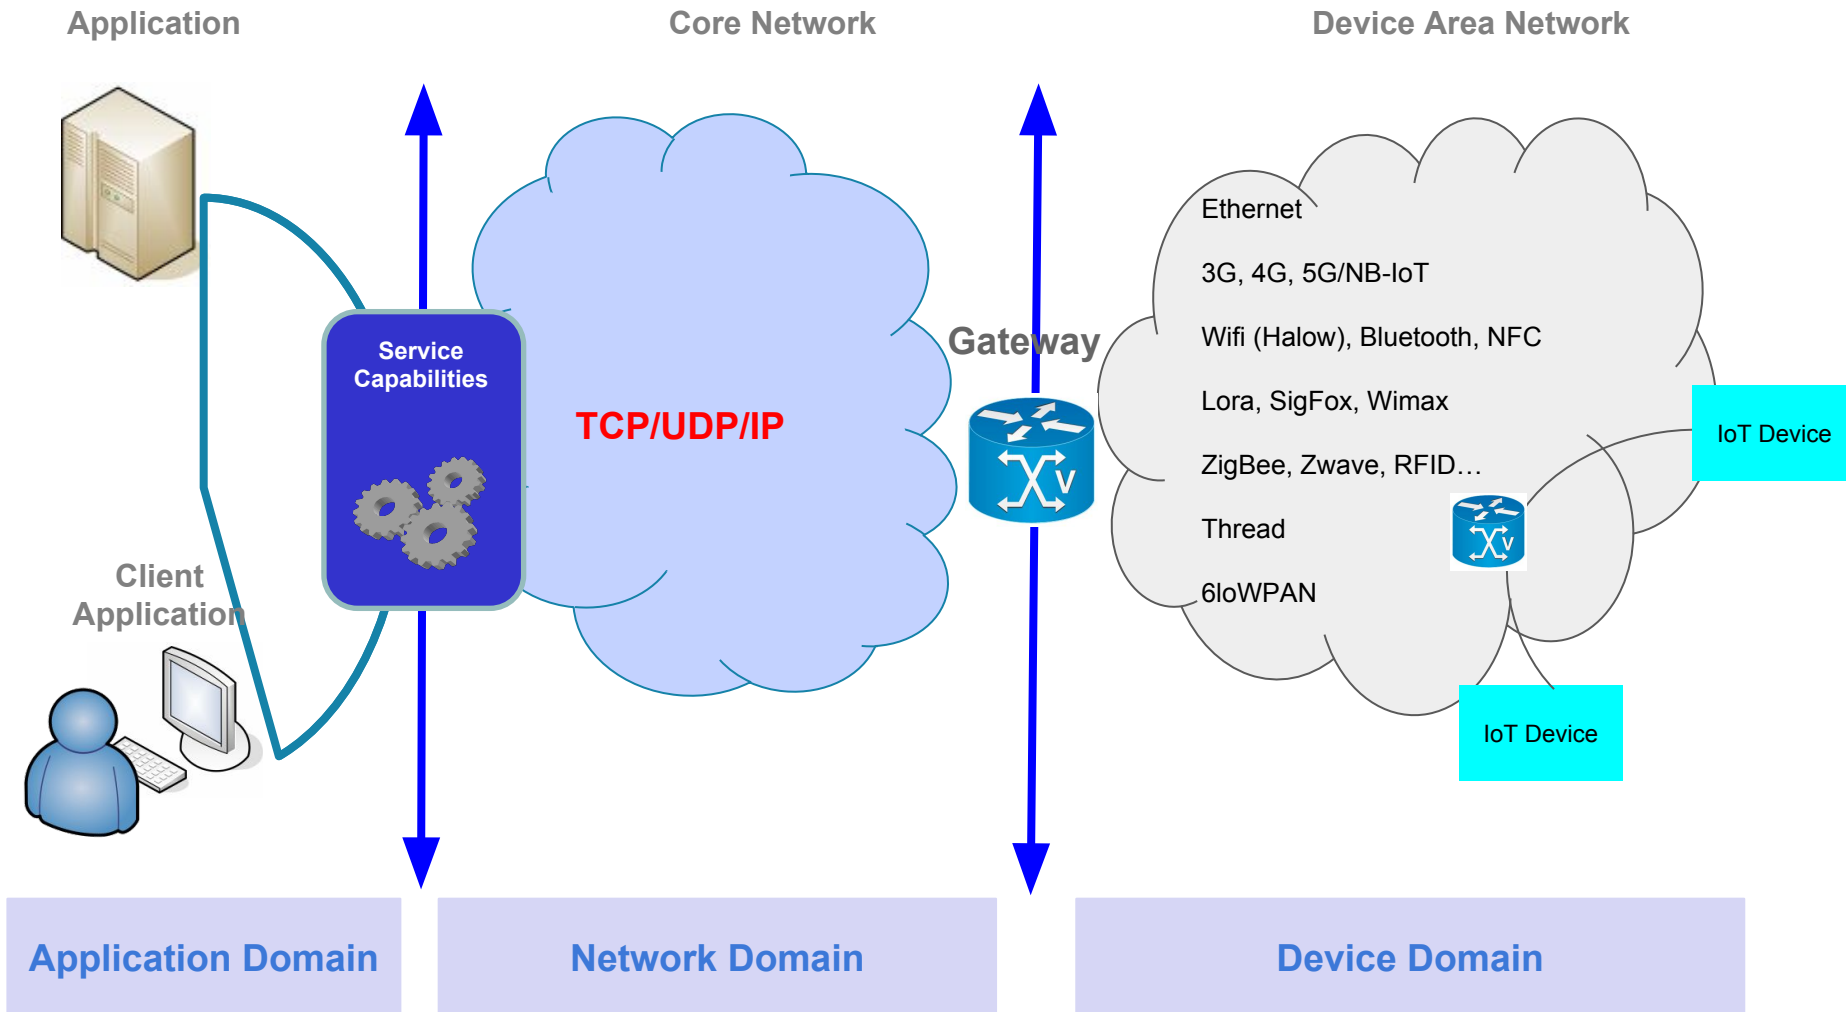 Application
Core Network
Device Area Network
Ethernet
3G, 4G, 5G/NB-IoT
Wifi (Halow), Bluetooth, NFC
Lora, SigFox, Wimax
ZigBee, Zwave, RFID…
Thread
6loWPAN
Gateway
V
Service
Capabilities
TCP/UDP/IP
IoT Device
V
IoT Device
Client
Application
Application Domain
Network Domain
Device Domain